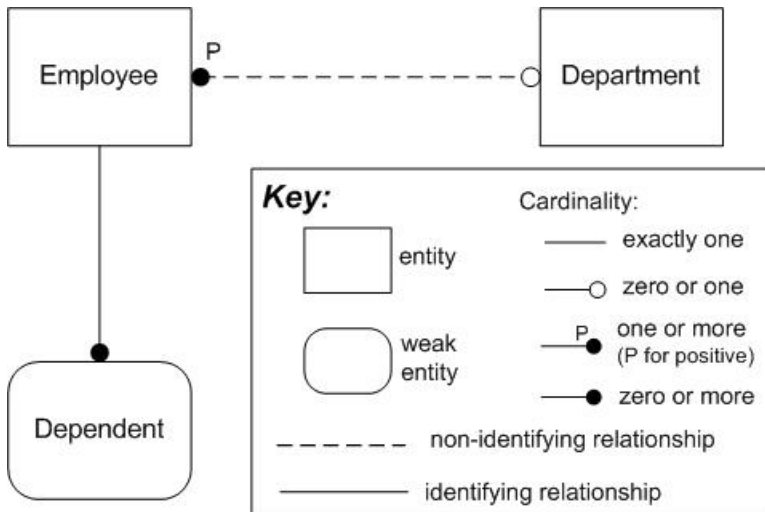 Employee
P
Department
Key:
entity
weak
entity
Cardinality:
exactly one
zero or one
P
one or more
(P for positive)
zero or more
non-identifying relationship
identifying relationship
Dependent